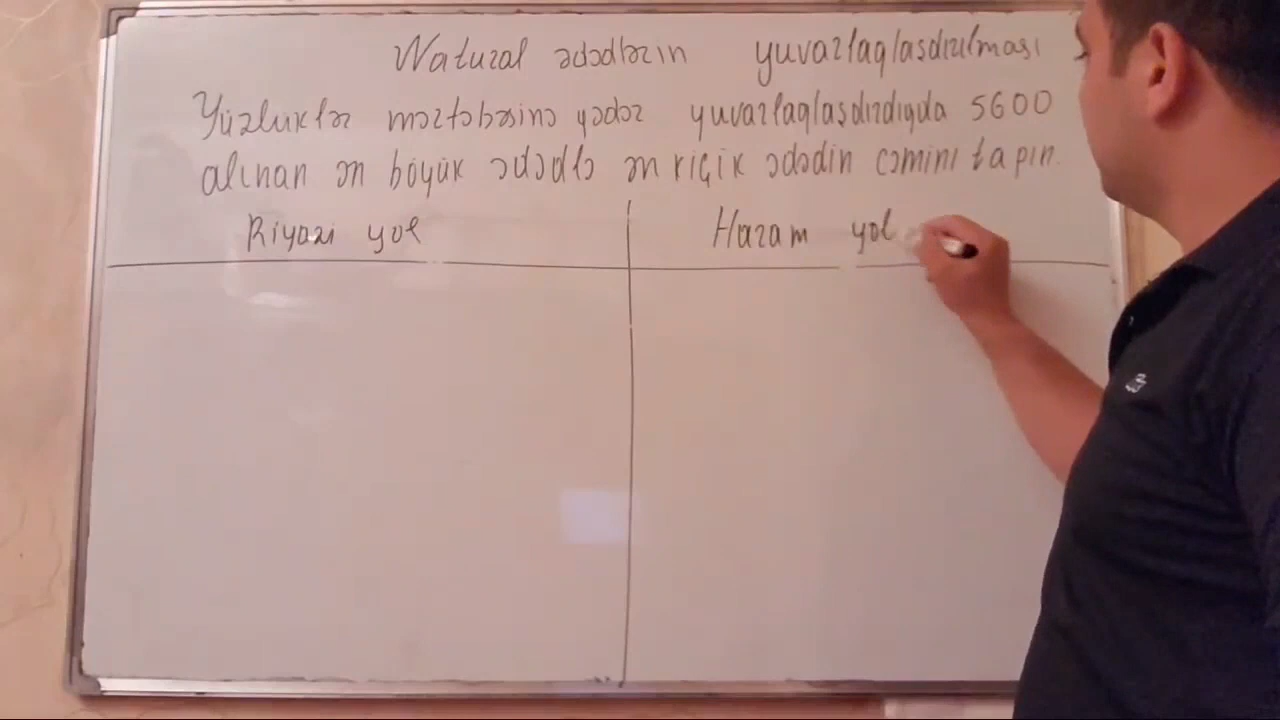 Natural ədədlərin yuvarlaqlaşdırılması
Yüzlüklər mərtəbəsinə qədər yuvarlaqlaşdırdıqda 5600
alınan ən böyük ədədlə ən kiçik ədədin cəmini tapın.
Riyazi yol
Haram yol